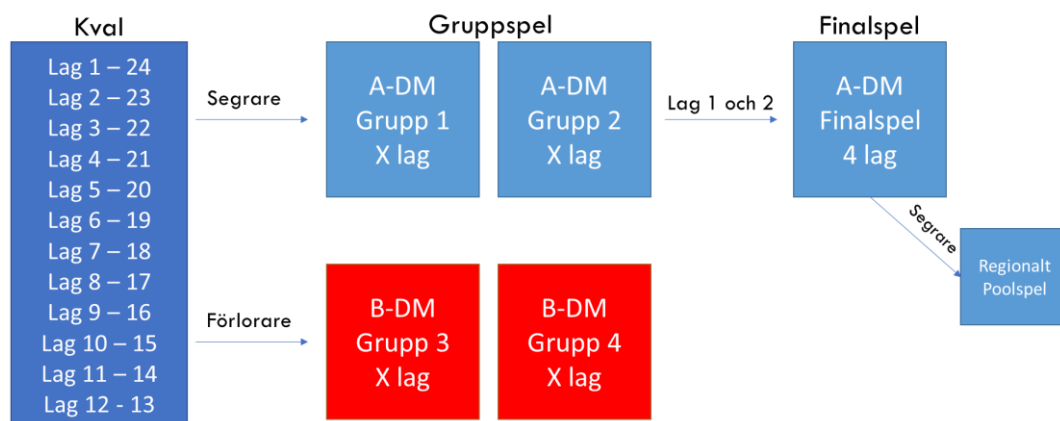 Kval
Lag 1 – 24
Lag 2 – 23
Lag 3 – 22
Lag 4 – 21
Lag 5 – 20
Lag 6 – 19
Lag 7 – 18
Lag 8 – 17
Lag 9 – 16
Lag 10 – 15
Lag 11 – 14
Lag 12 - 13
Segrare
Förlorare
Gruppspel
A-DM
Grupp 1
X lag
A-DM
Grupp 2
X lag
B-DM
Grupp 3
X lag
B-DM
Grupp 4
X lag
Lag 1 och 2
Finalspel
A-DM
Finalspel
4 lag
Segrare
Regionalt
Poolspel